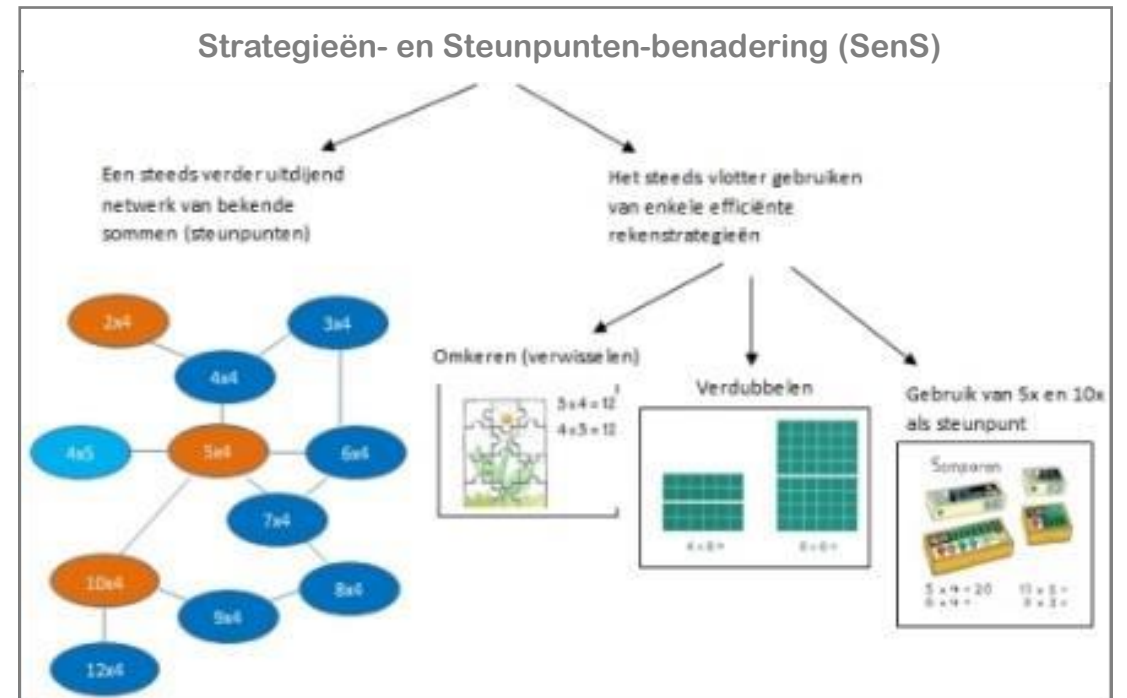 Strategieën- en Steunpunten-benadering (SenS)
Een steeds verder uitdijend
netwerk van bekende
sommen (steunpunten)
Het steeds vlotter gebruiken
van enkele efficiënte
rekenstrategieën
2x4
3x4
4x4
4x5
5x4
6x4
7x4
10x4
8x4
9x4
12x4
Omkeren (verwisselen)
3 x 4 = 12
4 x 3 = 12
Verdubbelen
Gebruik van 5x en 10x
als steunpunt
5 x 4 = 20
6 x 4 =